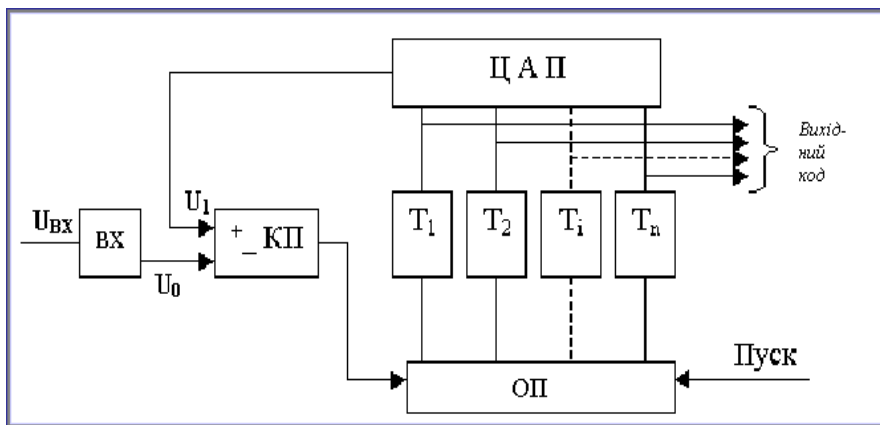 Ц А П
Вихід-
ний
код
U1
UВХ
ВХ
+
– КП
U0
T1
T2
Ti
Tn
Пуск
ОП